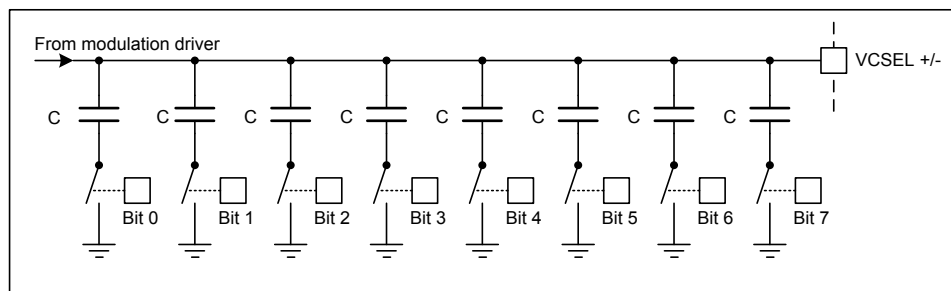 From modulation driver
VCSEL +/-
C C C C C C C C
Bit 0 Bit 1 Bit 2 Bit 3 Bit 4 Bit 5 Bit 6 Bit 7